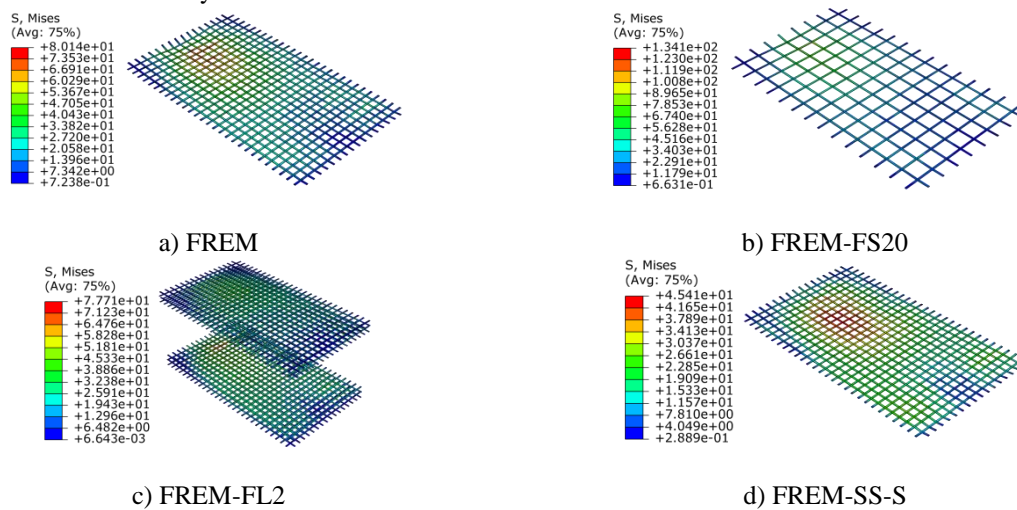 S, Mises
(Avg: 75%)
+8.014e+01
+7.353e+01
+6.691e+01
+6.029e+01
+5.367e+01
+4.705e+01
+4.043e+01
+3.382e+01
+2.720e+01
+2.058e+01
+1.396e+01
+7.342e+00
+7.238e-01
a) FREM
S, Mises
(Avg: 75%)
+1.341e+02
+1.230e+02
+1.119e+02
+1.008e+02
+8.965e+01
+7.853e+01
+6.740e+01
+5.628e+01
+4.516e+01
+3.403e+01
+2.291e+01
+1.179e+01
+6.631e-01
b) FREM-FS20
S, Mises
(Avg: 75%)
+7.771e+01
+7.123e+01
+6.476e+01
+5.828e+01
+5.181e+01
+4.533e+01
+3.886e+01
+3.238e+01
+2.591e+01
+1.943e+01
+1.296e+01
+6.482e+00
+6.643e-03
c) FREM-FL2
S, Mises
(Avg: 75%)
+4.541e+01
+4.165e+01
+3.789e+01
+3.413e+01
+3.037e+01
+2.661e+01
+2.285e+01
+1.909e+01
+1.533e+01
+1.157e+01
+7.810e+00
+4.049e+00
+2.889e-01
d) FREM-SS-S